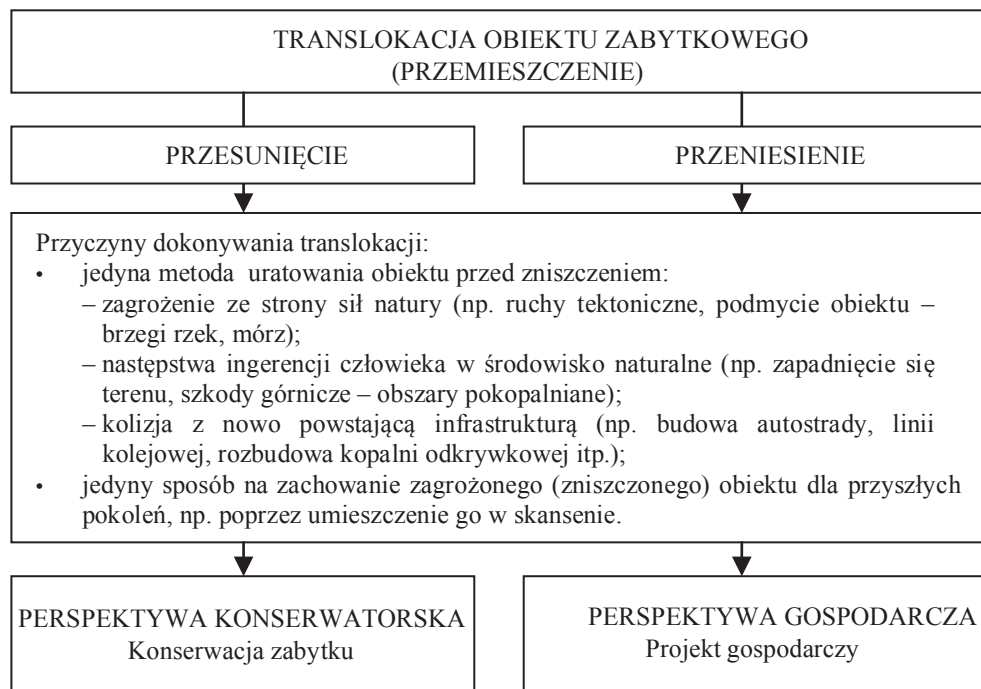 TRANSLOKACJA OBIEKTU ZABYTKOWEGO
(PRZEMIESZCZENIE)
PRZESUNIĘCIE
PRZENIESIENIE
Przyczyny dokonywania translokacji:
• jedyna metoda uratowania obiektu przed zniszczeniem:
– zagrożenie ze strony sił natury (np. ruchy tektoniczne, podmycie obiektu –
brzegi rzek, mórz);
– następstwa ingerencji człowieka w środowisko naturalne (np. zapadnięcie się
terenu, szkody górnicze – obszary pokopalniane);
– kolizja z nowo powstającą infrastrukturą (np. budowa autostrady, linii
kolejowej, rozbudowa kopalni odkrywkowej itp.);
• jedyny sposób na zachowanie zagrożonego (zniszczonego) obiektu dla przyszłych
pokoleń, np. poprzez umieszczenie go w skansenie.
PERSPEKTYWA KONSERWATORSKA
Konserwacja zabytku
PERSPEKTYWA GOSPODARCZA
Projekt gospodarczy